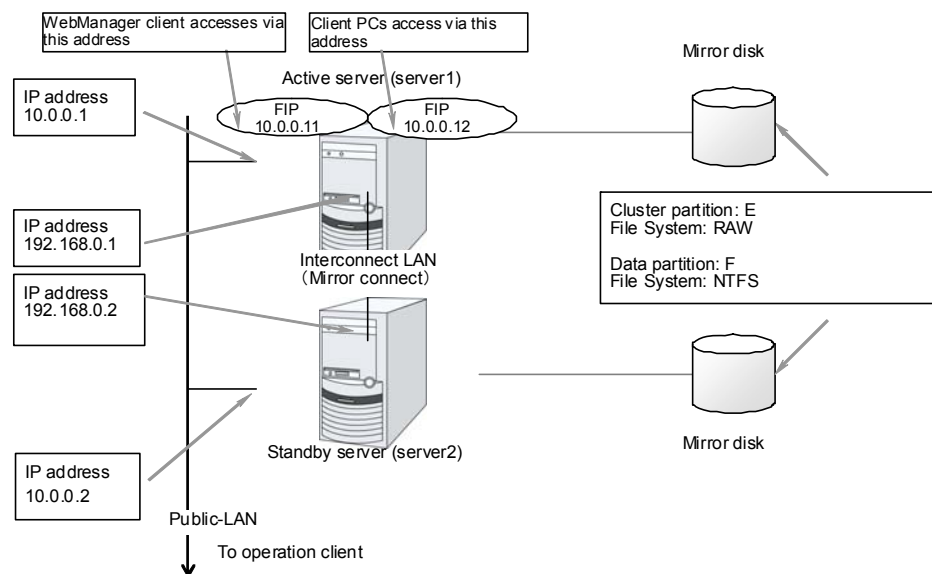 WebManager client accesses via
this address
Client PCs access via this
address
Mirror disk
Active server (server1)
IP address
10.0.0.1
FIP
10.0.0.11
FIP
10.0.0.12
Cluster partition: E
File System: RAW
Data partition: F
File System: NTFS
IP address
192.168.0.1
Interconnect LAN
(Mirror connect)
IP address
192.168.0.2
Standby server (server2)
Mirror disk
IP address
10.0.0.2
Public-LAN
To operation client